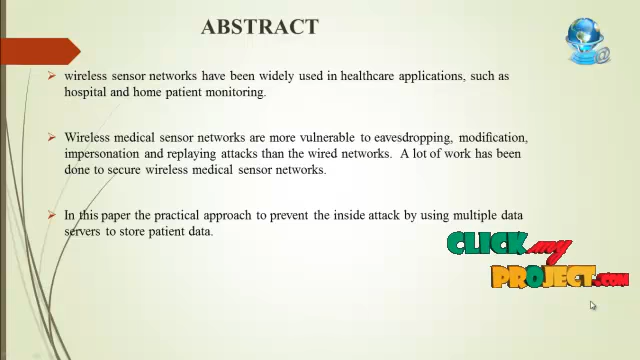 ABSTRACT
wireless sensor networks have been widely used in healthcare applications, such as
hospital and home patient monitoring.
Wireless medical sensor networks are more vulnerable to eavesdropping, modification,
impersonation and replaying attacks than the wired networks. A lot of work has been
done to secure wireless medical sensor networks.
In this paper the practical approach to prevent the inside attack by using multiple data
servers to store patient data.
CLICK my
PROJECT.COM
@